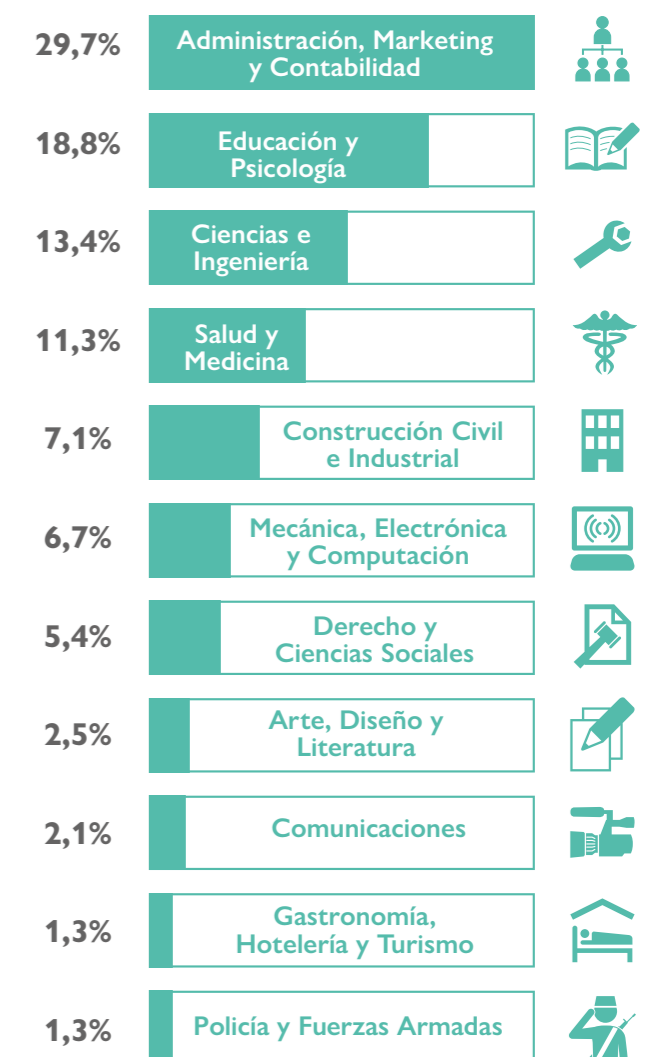 29,7%
Administración, Marketing
y Contabilidad
18,8%
Educación y
Psicología
13,4%
Ciencias e
Ingeniería
11,3%
Salud y
Medicina
7,1%
Construcción Civil
e Industrial
6,7%
Mecánica, Electrónica
y Computación
5,4%
Derecho y
Ciencias Sociales
2,5%
Arte, Diseño y
Literatura
2,1%
Comunicaciones
1,3%
Gastronomía,
Hotelería y Turismo
1,3%
Policía y Fuerzas Armadas